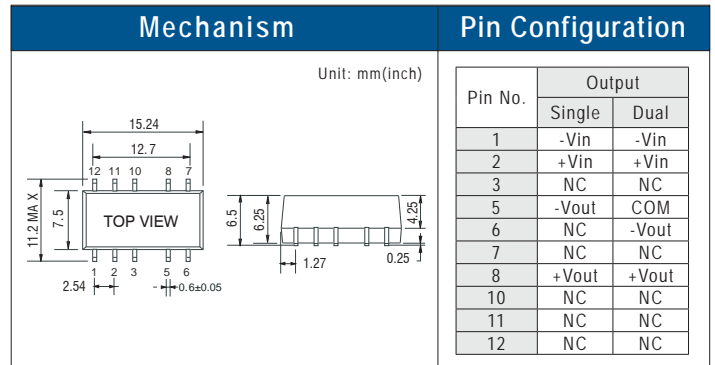 Mechanism
Pin Configuration
Unit: mm(inch)
15.24
12.7
12 11 10 8 7
11.2 MA X
7.5
TOP VIEW
1 2 3 5 6
2.54
0.6±0.05
6.5
6.25
4.25
1.27
0.25
Pin No. Output
Single Dual
1 -Vin -Vin
2 +Vin +Vin
3 NC NC
5 -Vout COM
6 NC -Vout
7 NC NC
8 +Vout +Vout
10 NC NC
11 NC NC
12 NC NC